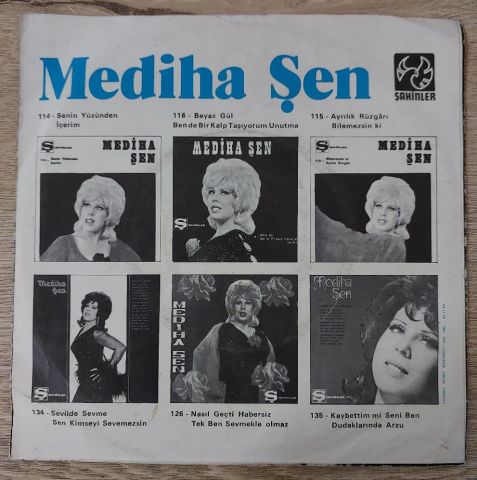 Mediha Şen
ŞAHİNLER
114 - Senin Yüzünden
İçerim
116 - Beyaz Gül
Ben de Bir Kalp Taşıyorum Unutma
115 - Ayrılık Rüzgârı
Bilemezsin ki
MEDİHA
ŞEN
MEDİHA ŞEN
MEDİHA
ŞEN
Mediha
Şen
MEDİHA ŞEN
Mediha
Şen
134 - Sevilde Sevme
Sen Kimseyi Sevemezsin
126 - Nasıl Geçti Habersiz
Tek Ben Sevmekle olmaz
135 - Kaybettim mi Seni Ben
Dudaklarında Arzu